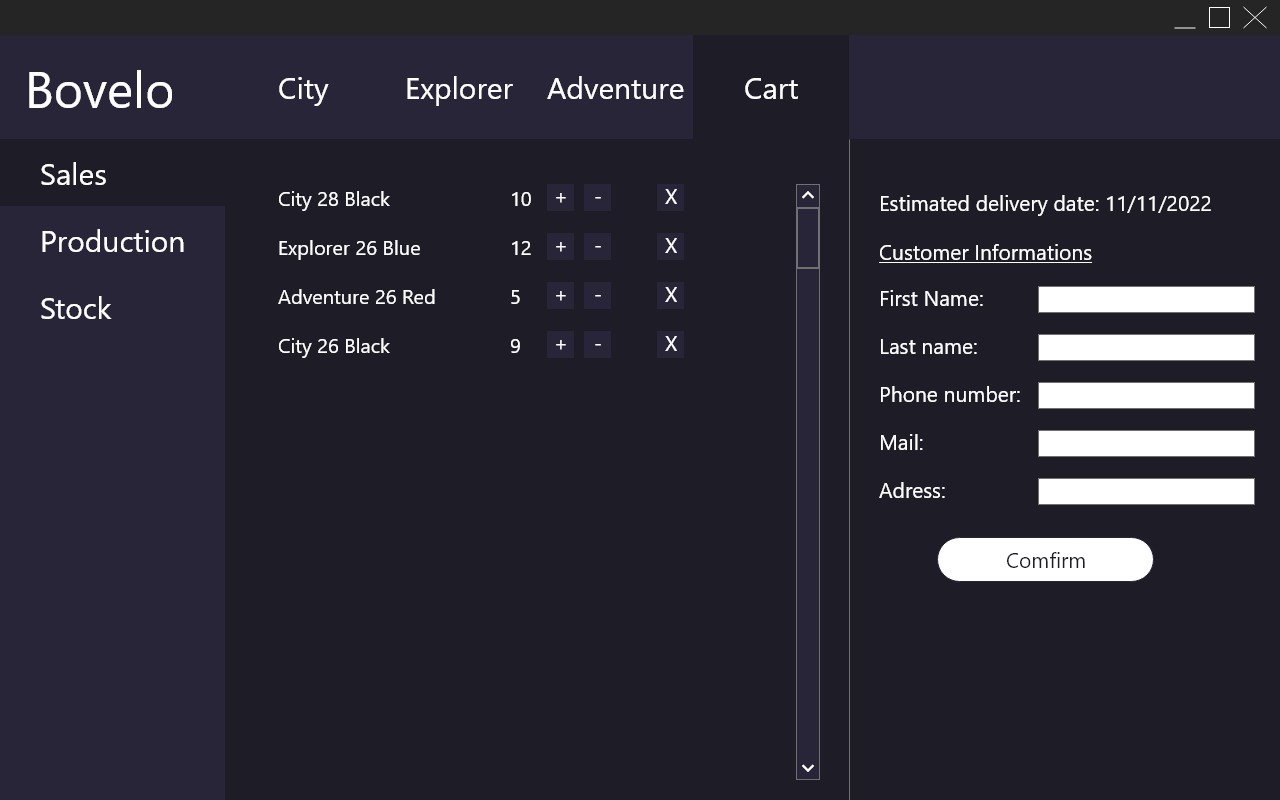 Bovelo
City Explorer Adventure Cart
Sales
Production
Stock
City 28 Black 10 + - X
Explorer 26 Blue 12 + - X
Adventure 26 Red 5 + - X
City 26 Black 9 + - X
Estimated delivery date: 11/11/2022
Customer Informations
First Name:
Last name:
Phone number:
Mail:
Adress:
Comfirm